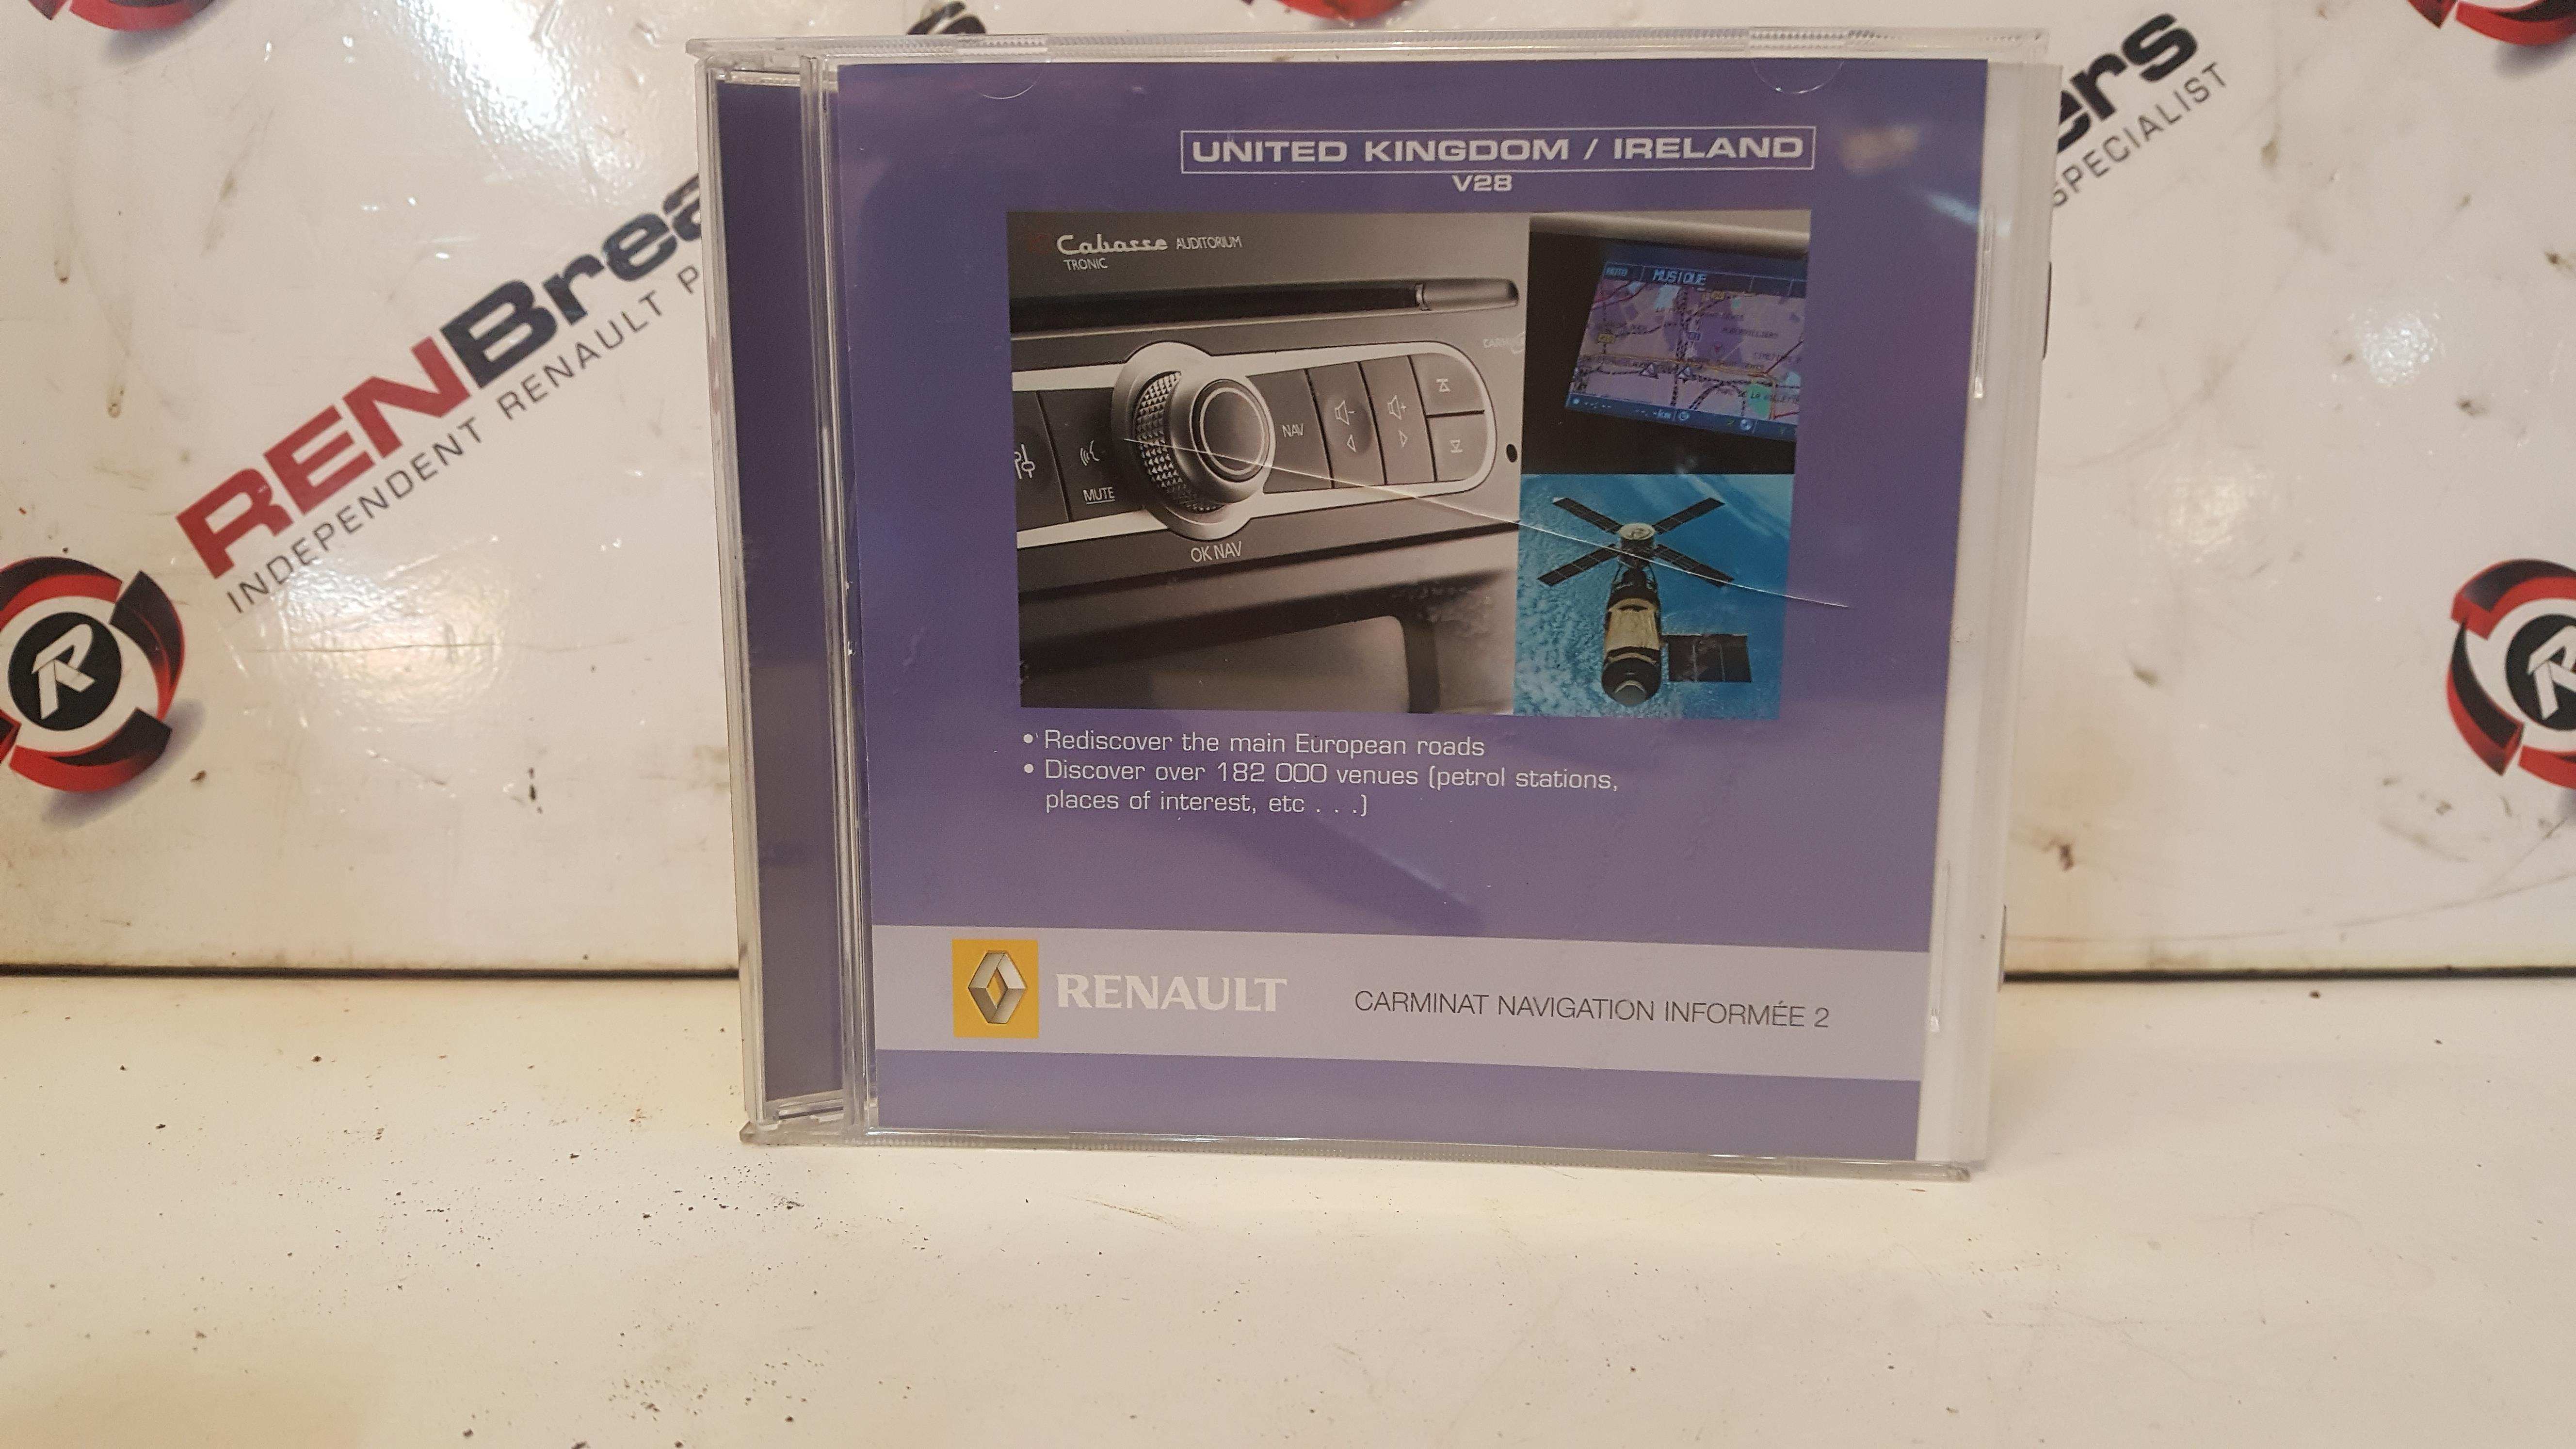 RENBrea
INDEPENDENT RENAULT P
ers
SPECIALIST
UNITED KINGDOM / IRELAND
V28
Cabasse AUDITORIUM
TRONIC
MUTE
NAV
OK NAV
AUTO MUSIQUE
• Rediscover the main European roads
• Discover over 182 000 venues (petrol stations,
places of interest, etc . . .)
RENAULT
CARMINAT NAVIGATION INFORMÉE 2